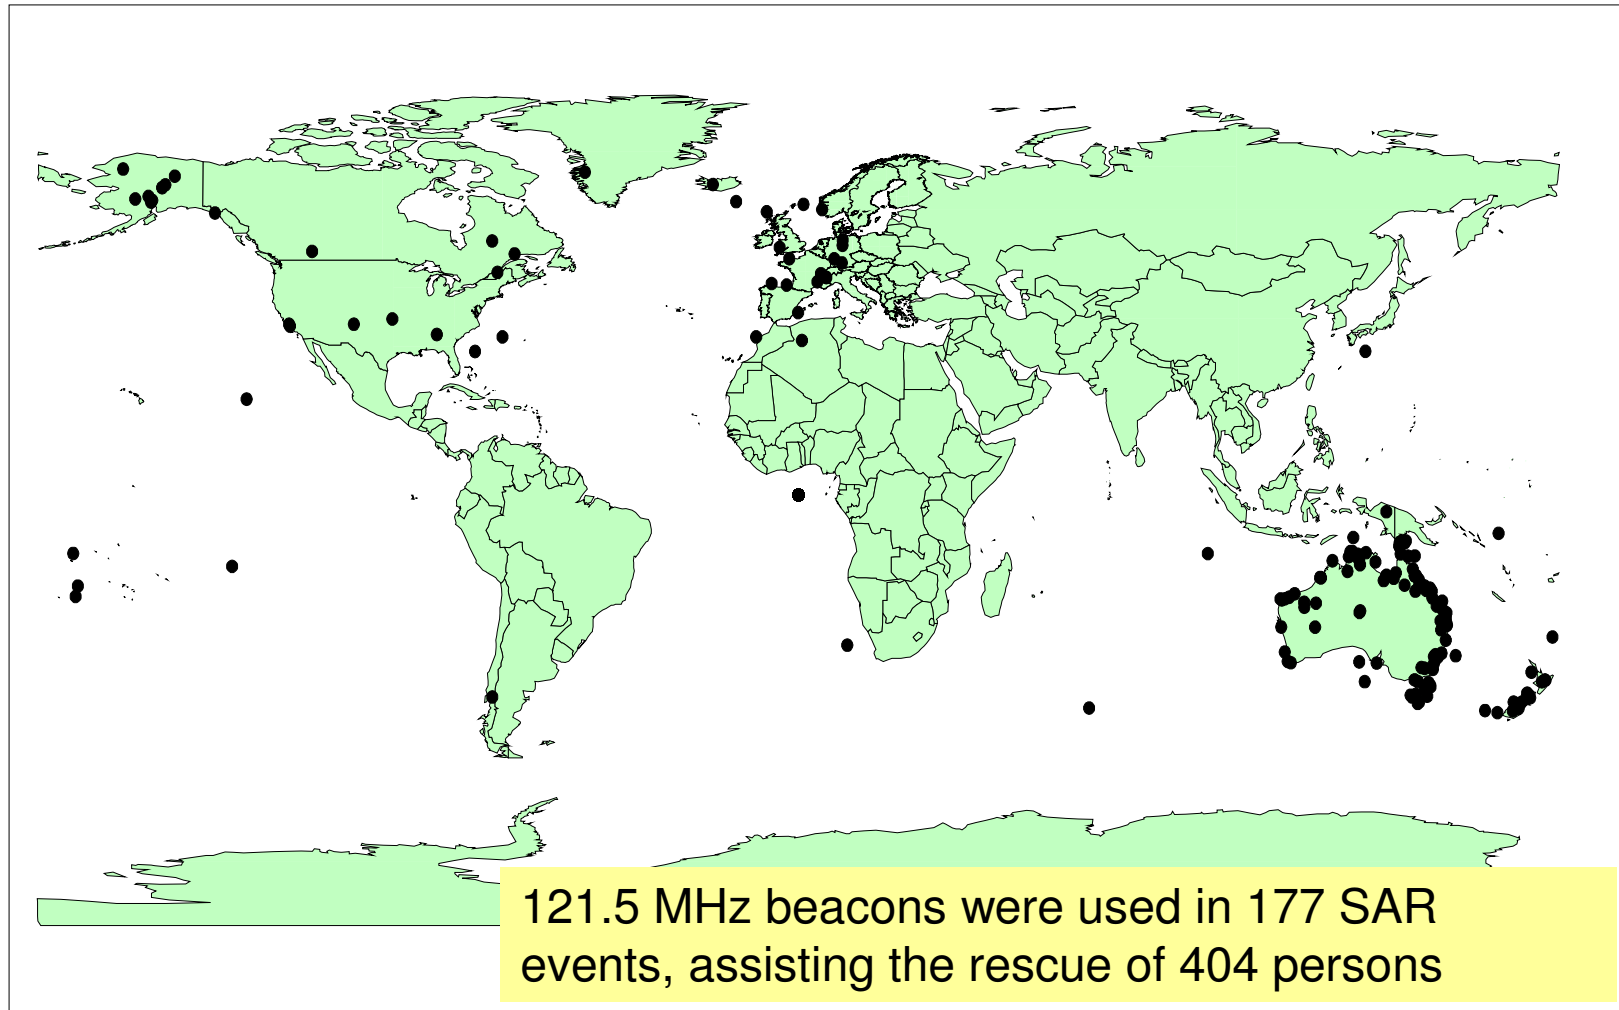 121.5 MHz beacons were used in 177 SAR
events, assisting the rescue of 404 persons